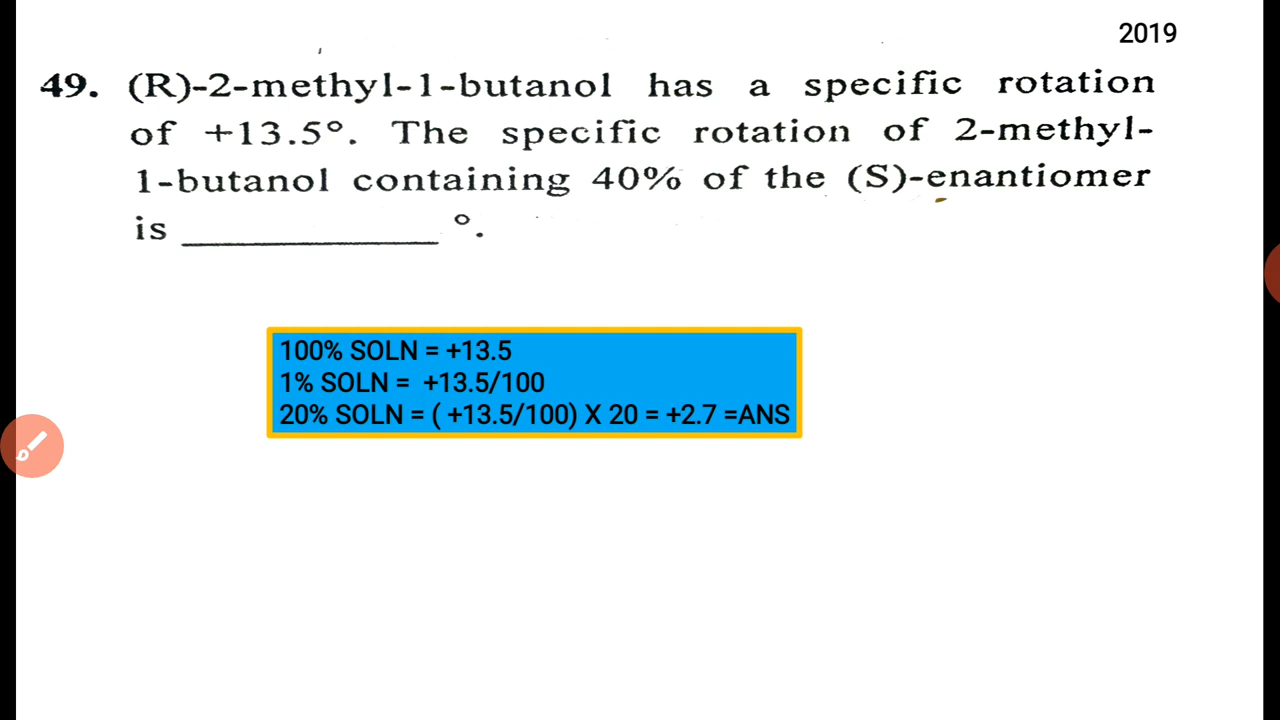 2019
49. (R)-2-methyl-1-butanol has a specific rotation
of +13.5°. The specific rotation of 2-methyl-
1-butanol containing 40% of the (S)-enantiomer
is ____________ °.
100% SOLN = +13.5
1% SOLN = +13.5/100
20% SOLN = ( +13.5/100) X 20 = +2.7 =ANS